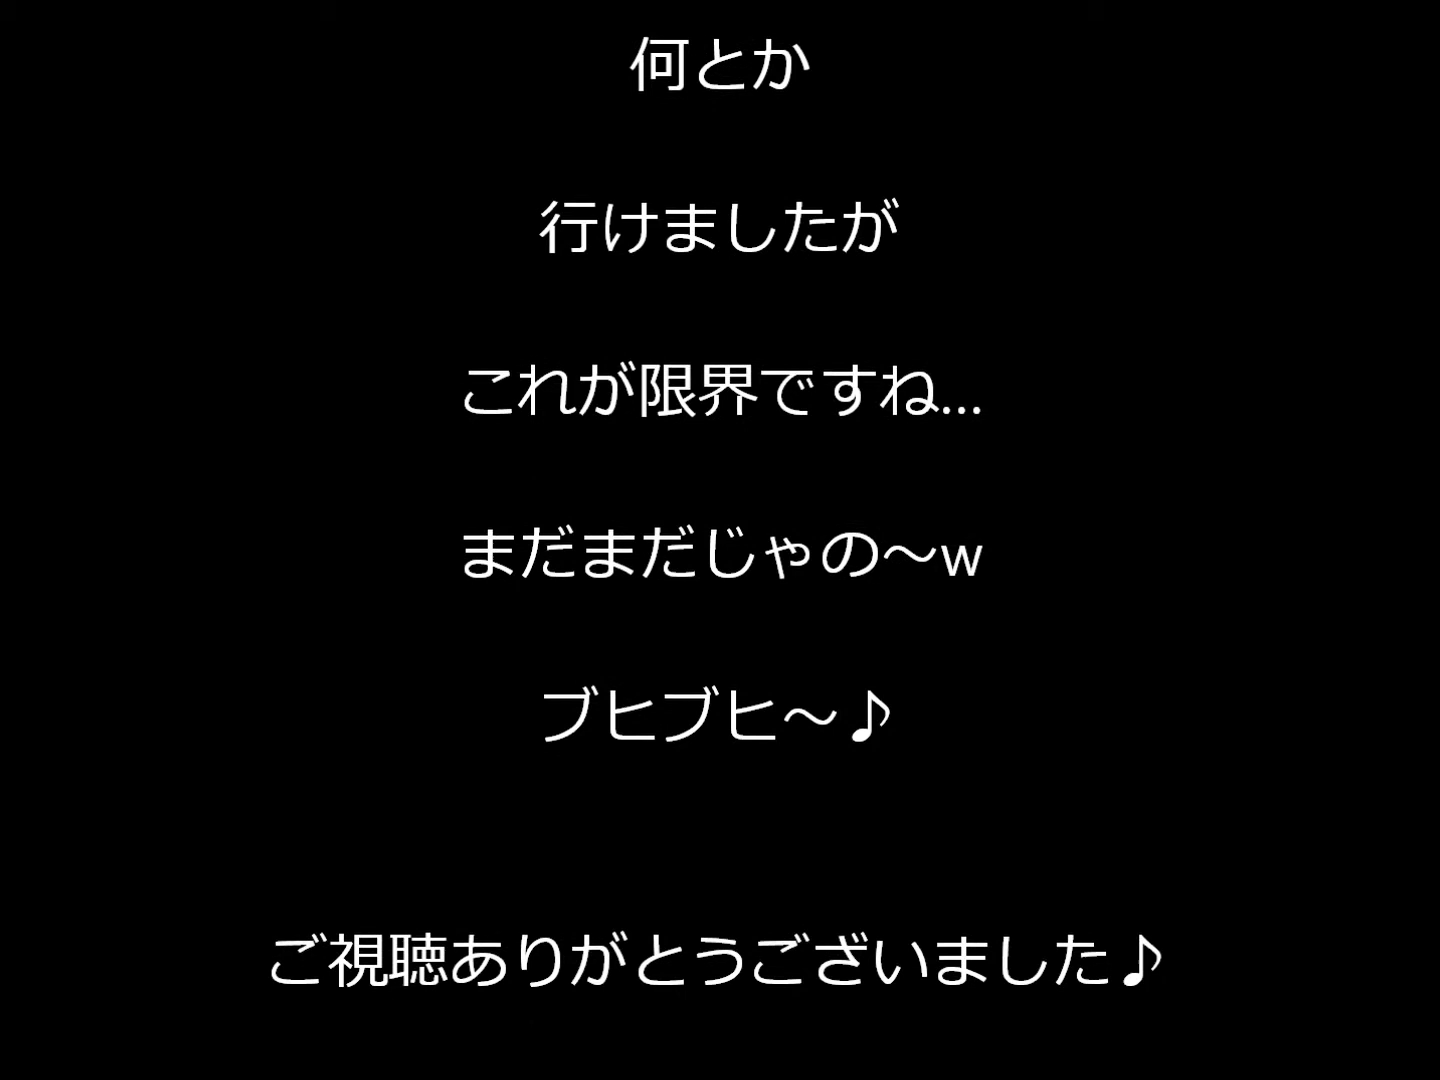 何とか
行けましたが
これが限界ですね...
まだまだじゃの～w
ブヒブヒ～♪
ご視聴ありがとうございました♪